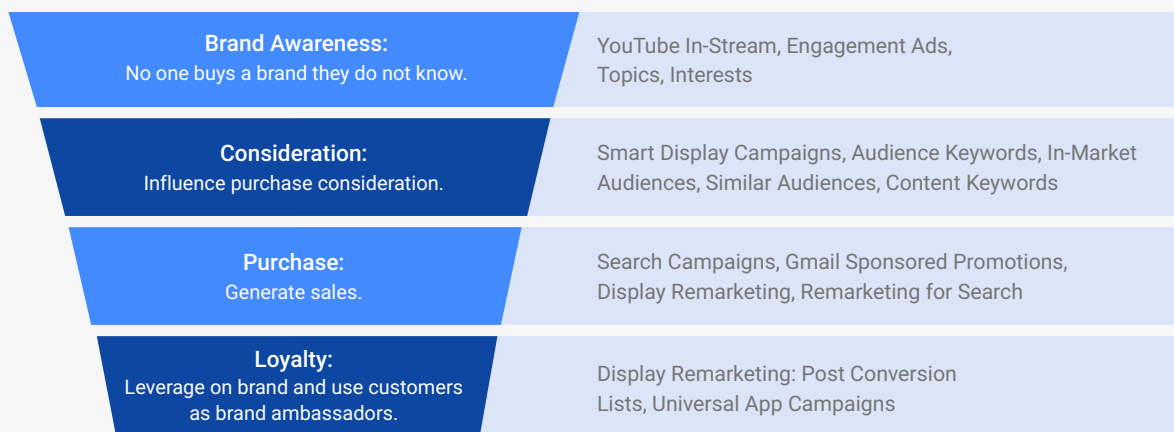 Brand Awareness:
No one buys a brand they do not know.
YouTube In-Stream, Engagement Ads,
Topics, Interests
Consideration:
Influence purchase consideration.
Smart Display Campaigns, Audience Keywords, In-Market
Audiences, Similar Audiences, Content Keywords
Purchase:
Generate sales.
Search Campaigns, Gmail Sponsored Promotions,
Display Remarketing, Remarketing for Search
Loyalty:
Leverage on brand and use customers
as brand ambassadors.
Display Remarketing: Post Conversion
Lists, Universal App Campaigns